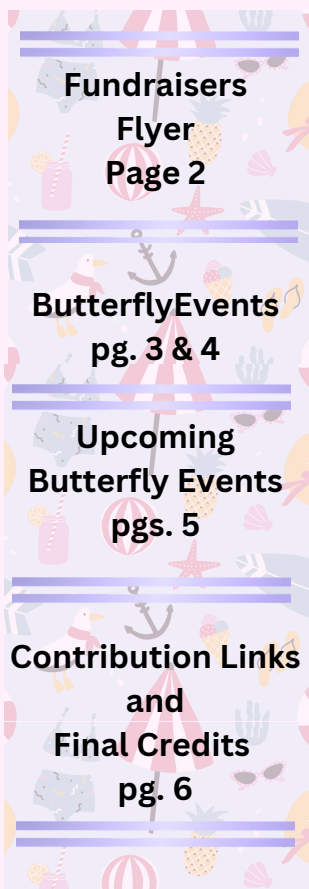 Fundraisers
Flyer
Page 2
ButterflyEvents
pg. 3 & 4
Upcoming
Butterfly Events
pgs. 5
Contribution Links
and
Final Credits
pg. 6